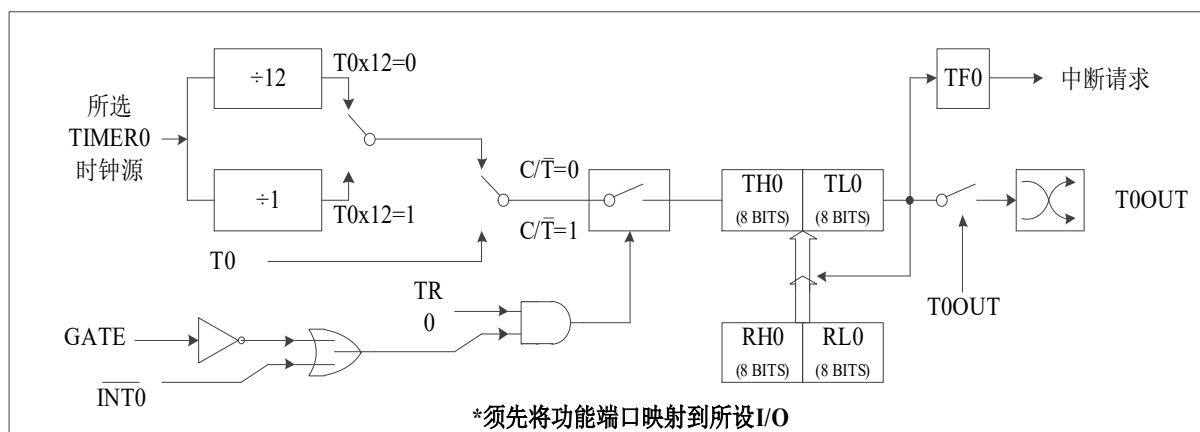 ÷12
T0x12=0
所选
TIMER0
时钟源
÷1
T0x12=1
T0
C/T̅=0
C/T̅=1
TH0
(8 BITS)
TL0
(8 BITS)
TF0
中断请求
T0OUT
T0OUT
TR
0
GATE
I̅N̅T̅0̅
RH0
(8 BITS)
RL0
(8 BITS)
*须先将功能端口映射到所设I/O